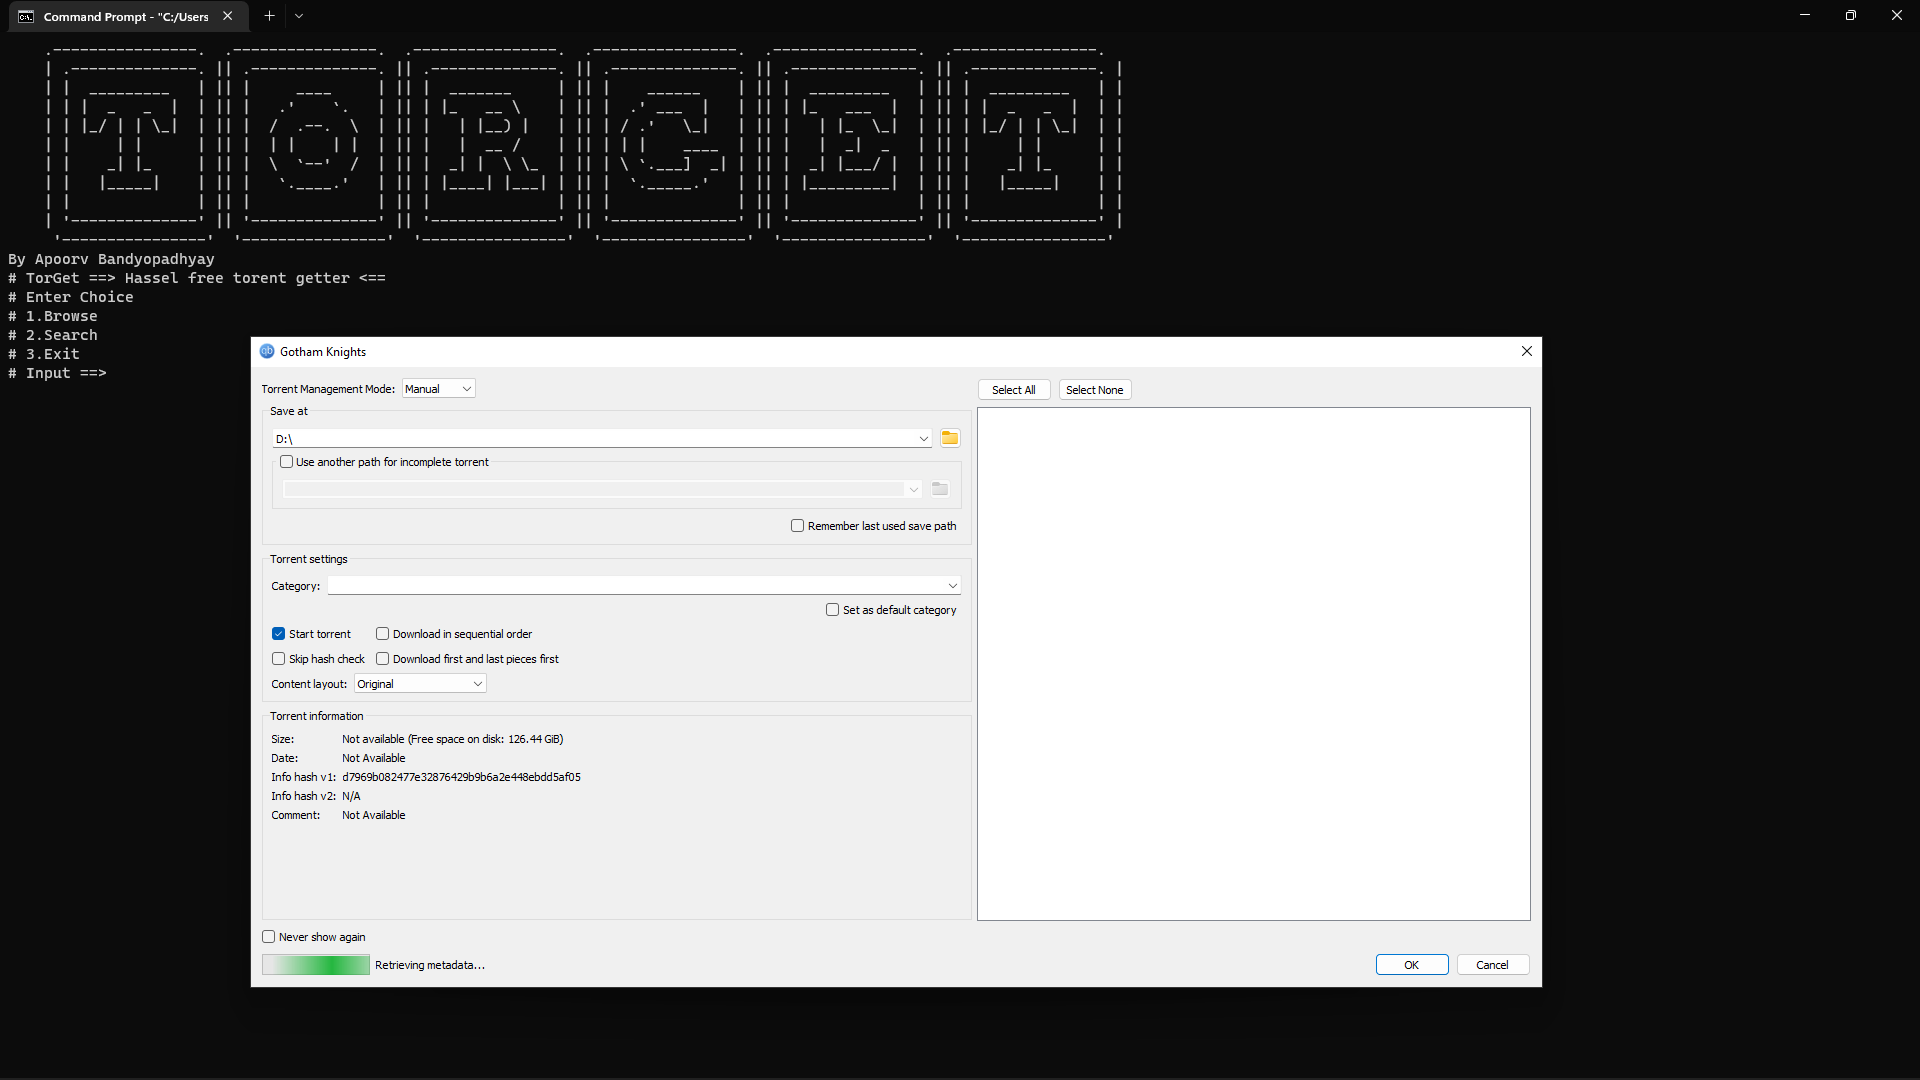 Command Prompt - "C:/Users
TORGET
By Apoorv Bandyopadhyay
# TorGet ==> Hassel free torent getter <==
# Enter Choice
# 1.Browse
# 2.Search
# 3.Exit
# Input ==>
Gotham Knights
Torrent Management Mode: Manual
Select All Select None
Save at
D:\
Use another path for incomplete torrent
Remember last used save path
Torrent settings
Category:
Set as default category
Start torrent Download in sequential order
Skip hash check Download first and last pieces first
Content layout: Original
Torrent information
Size: Not available (Free space on disk: 126.44 GiB)
Date: Not Available
Info hash v1: d7969b082477e32876429b9b6a2e448ebdd5af05
Info hash v2: N/A
Comment: Not Available
Never show again
Retrieving metadata...
OK Cancel